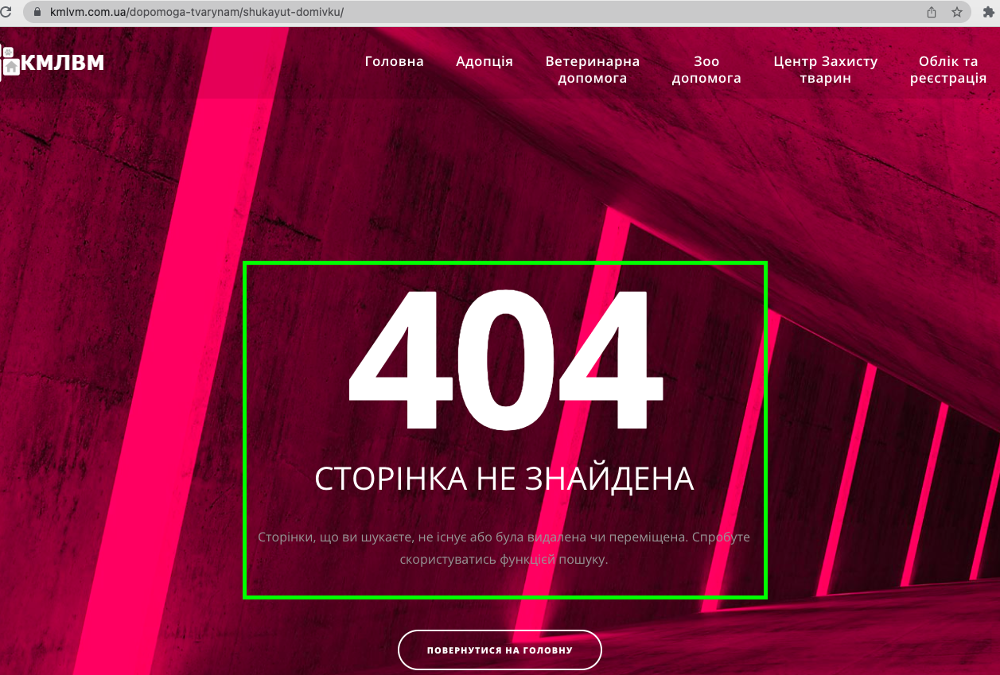 kmlvm.com.ua/dopomoga-tvarynam/shukayut-domivku/
КМЛВМ
Головна
Адопція
Ветеринарна
допомога
Зоо
допомога
Центр Захисту
тварин
Облік та
реєстрація
404
СТОРІНКА НЕ ЗНАЙДЕНА
Сторінки, що ви шукаєте, не існує або була видалена чи переміщена. Спробуте
скористуватись функцієй пошуку.
ПОВЕРНУТИСЯ НА ГОЛОВНУ